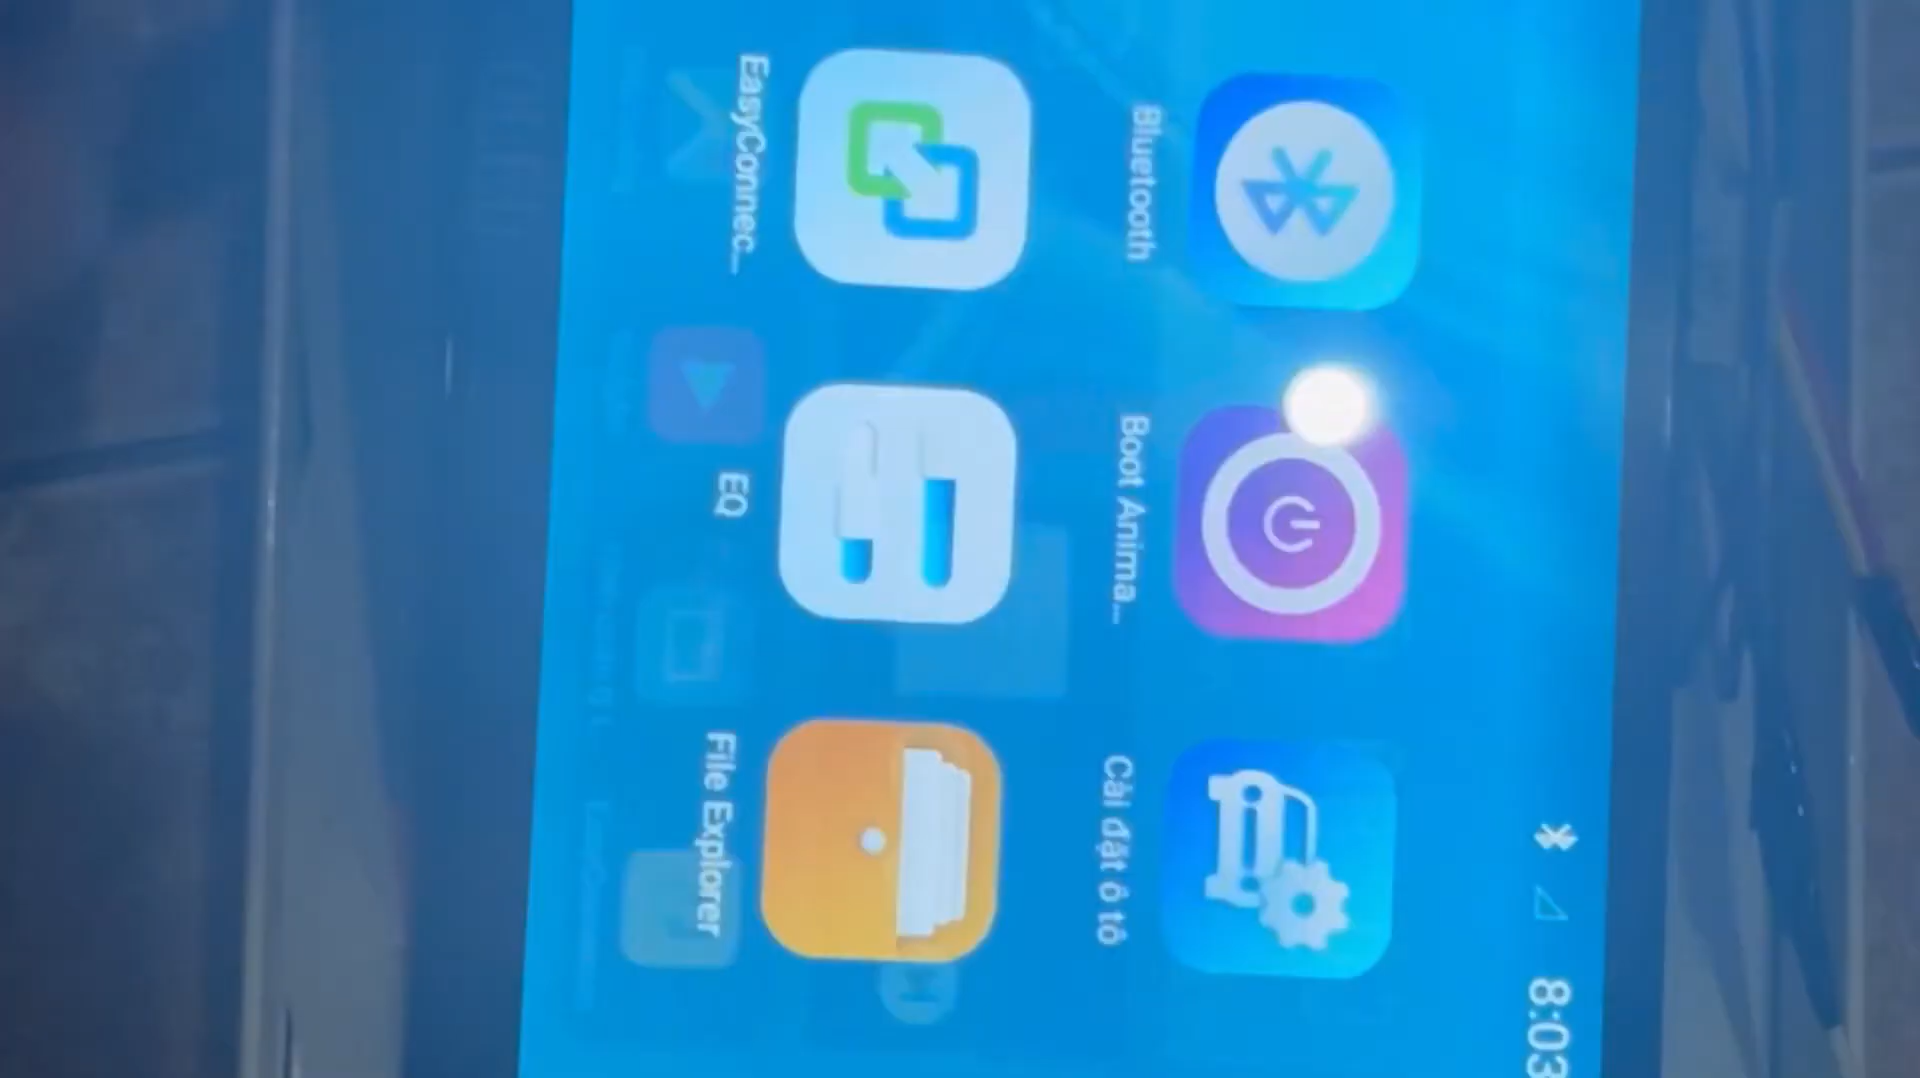 8:03
Bluetooth
Boot Anima...
Cài đặt ô tô
EasyConnec...
EQ
File Explorer